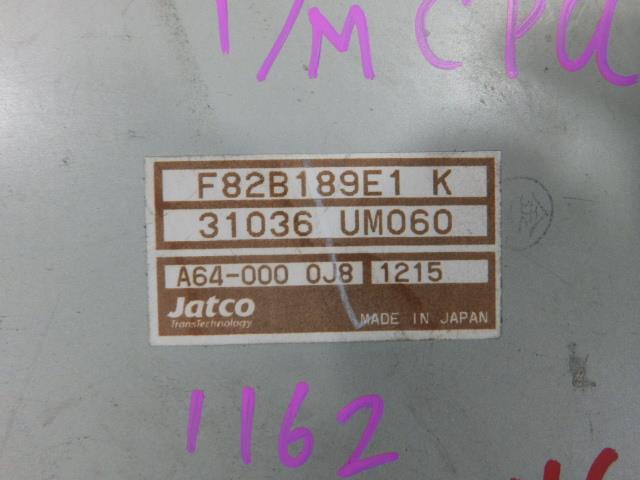 T/M CPU
F82B189E1 K
31036 UM060
A64-000 0J8 1215
Jatco
TransTechnology
MADE IN JAPAN
1162